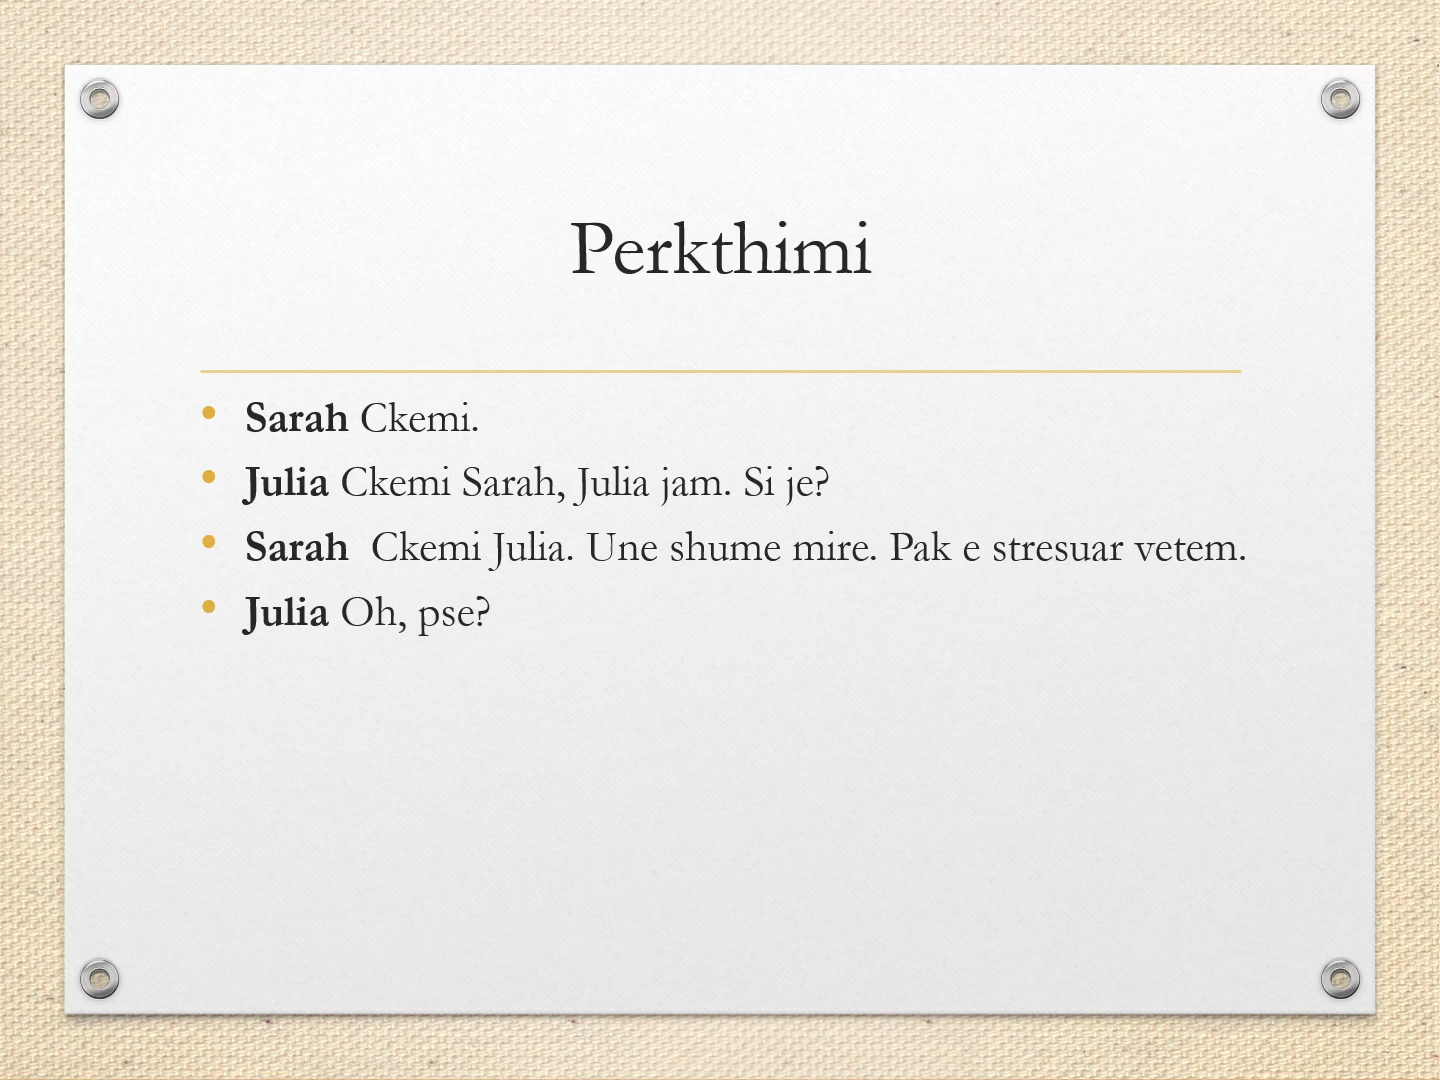 Perkthimi
• Sarah Ckemi.
• Julia Ckemi Sarah, Julia jam. Si je?
• Sarah  Ckemi Julia. Une shume mire. Pak e stresuar vetem.
• Julia Oh, pse?